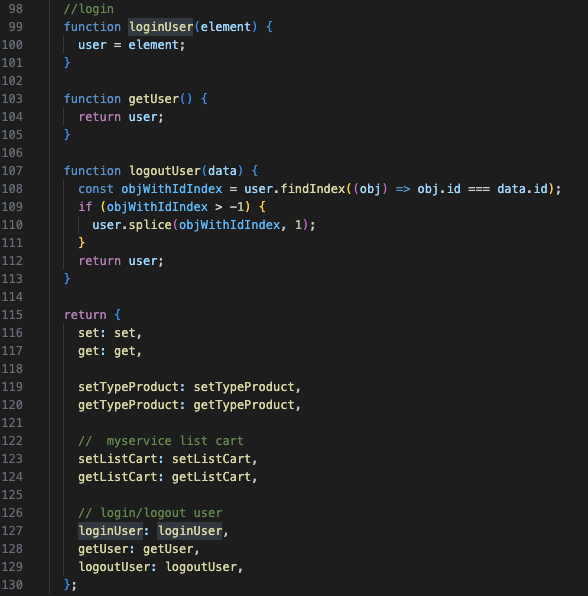 98 //login
99 function loginUser(element) {
100 user = element;
101 }
102
103 function getUser() {
104 return user;
105 }
106
107 function logoutUser(data) {
108 const objWithIdIndex = user.findIndex((obj) => obj.id === data.id);
109 if (objWithIdIndex > -1) {
110 user.splice(objWithIdIndex, 1);
111 }
112 return user;
113 }
114
115 return {
116 set: set,
117 get: get,
118
119 setTypeProduct: setTypeProduct,
120 getTypeProduct: getTypeProduct,
121
122 //  myservice list cart
123 setListCart: setListCart,
124 getListCart: getListCart,
125
126 // login/logout user
127 loginUser: loginUser,
128 getUser: getUser,
129 logoutUser: logoutUser,
130 };